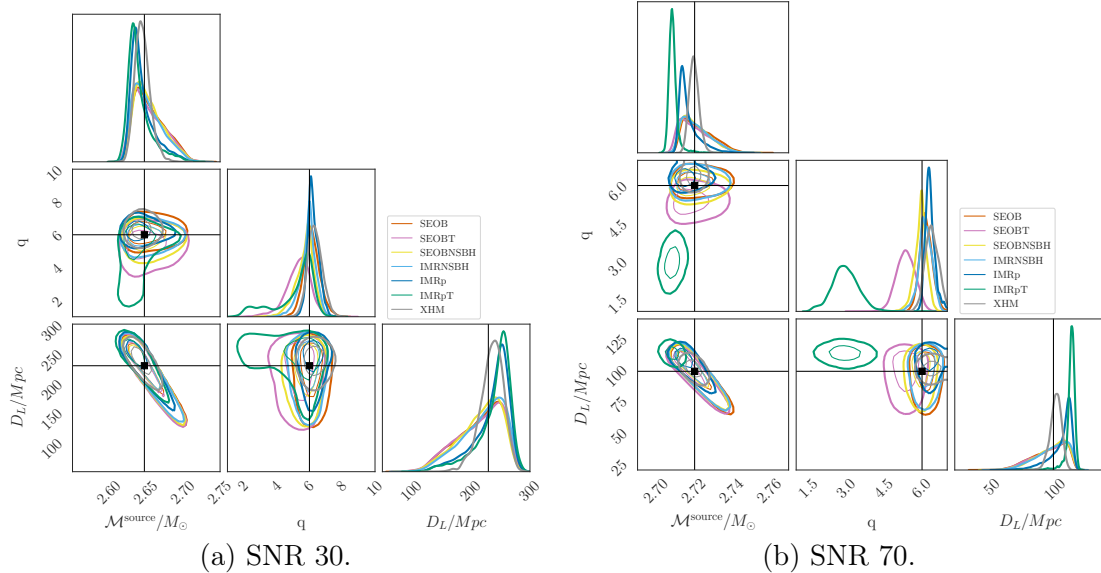 10
8
6
4
2
q
300
250
200
150
100
D_L/Mpc
2.60
2.65
2.70
2.75
M^source/M_⊙
2
4
6
8
10
q
100
200
300
D_L/Mpc
SEOB
SEOBT
SEOBNSBH
IMRNSBH
IMRp
IMRpT
XHM
(a) SNR 30.
6.0
4.5
3.0
1.5
q
125
100
75
50
25
D_L/Mpc
2.70
2.72
2.74
2.76
M^source/M_⊙
1.5
3.0
4.5
6.0
q
50
100
D_L/Mpc
SEOB
SEOBT
SEOBNSBH
IMRNSBH
IMRp
IMRpT
XHM
(b) SNR 70.